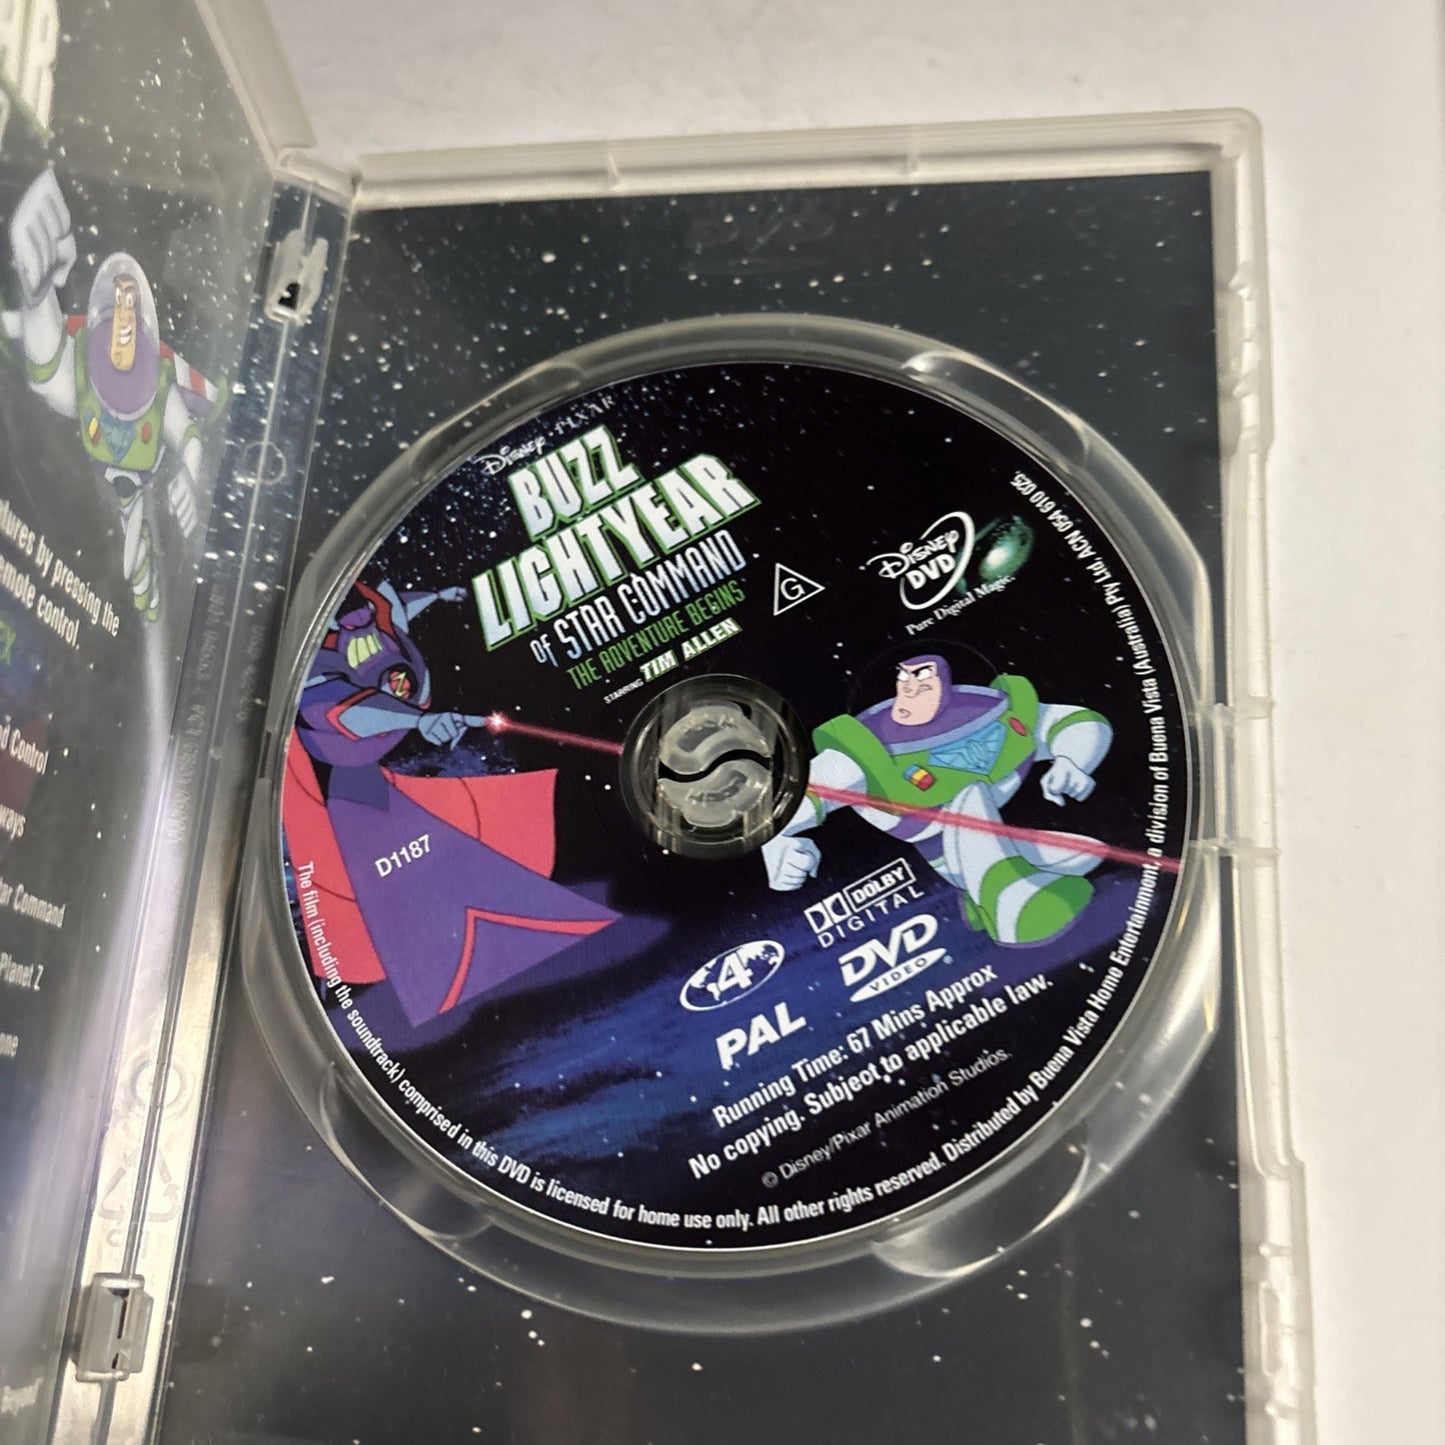 atures by pressing the
emote control.
d Control
ways
tar Command
Planet Z
one
Disney · PIXAR
BUZZ
LIGHTYEAR
OF STAR COMMAND
THE ADVENTURE BEGINS
STARRING TIM ALLEN
G
Disney
DVD
Pure Digital Magic.
Z
D1187
DOLBY
DIGITAL
4
DVD
VIDEO
PAL
Running Time: 67 Mins Approx
No copying. Subject to applicable law.
© Disney/Pixar Animation Studios.
The film (including the soundtrack) comprised in this DVD is licensed for home use only. All other rights reserved. Distributed by Buena Vista Home Entertainment, a division of Buena Vista (Australia) Pty Ltd. ACN 054 610 025